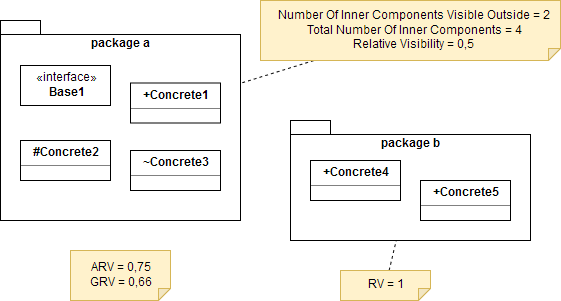 Number Of Inner Components Visible Outside = 2
Total Number Of Inner Components = 4
Relative Visibility = 0,5
package a
«interface»
Base1
+Concrete1
#Concrete2
~Concrete3
package b
+Concrete4
+Concrete5
ARV = 0,75
GRV = 0,66
RV = 1